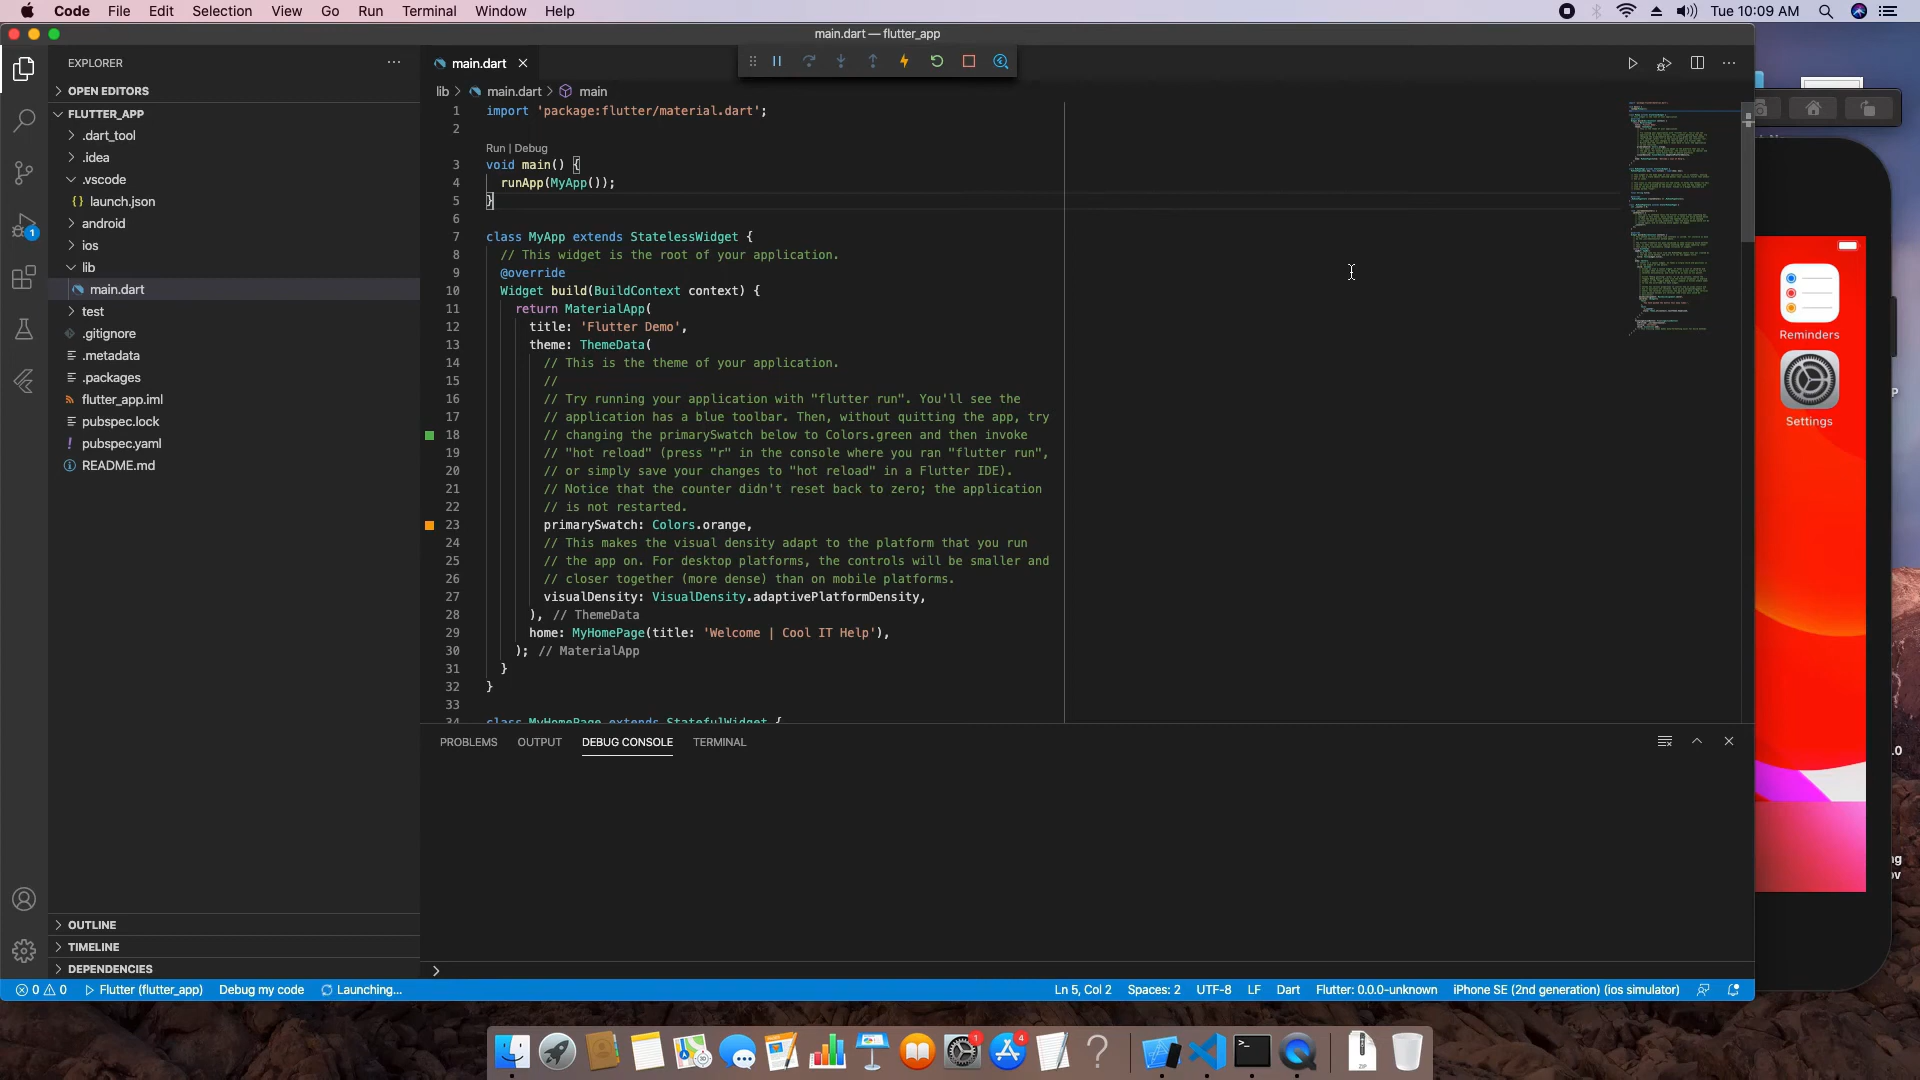 Code File Edit Selection View Go Run Terminal Window Help
Tue 10:09 AM
main.dart — flutter_app
EXPLORER
OPEN EDITORS
FLUTTER_APP
.dart_tool
.idea
.vscode
launch.json
android
ios
lib
main.dart
test
.gitignore
.metadata
.packages
flutter_app.iml
pubspec.lock
pubspec.yaml
README.md
OUTLINE
TIMELINE
DEPENDENCIES
1
main.dart
lib > main.dart > main
1 import 'package:flutter/material.dart';
2
Run | Debug
3 void main() {
4 runApp(MyApp());
5 }
6
7 class MyApp extends StatelessWidget {
8 // This widget is the root of your application.
9 @override
10 Widget build(BuildContext context) {
11 return MaterialApp(
12 title: 'Flutter Demo',
13 theme: ThemeData(
14 // This is the theme of your application.
15 //
16 // Try running your application with "flutter run". You'll see the
17 // application has a blue toolbar. Then, without quitting the app, try
18 // changing the primarySwatch below to Colors.green and then invoke
19 // "hot reload" (press "r" in the console where you ran "flutter run",
20 // or simply save your changes to "hot reload" in a Flutter IDE).
21 // Notice that the counter didn't reset back to zero; the application
22 // is not restarted.
23 primarySwatch: Colors.orange,
24 // This makes the visual density adapt to the platform that you run
25 // the app on. For desktop platforms, the controls will be smaller and
26 // closer together (more dense) than on mobile platforms.
27 visualDensity: VisualDensity.adaptivePlatformDensity,
28 ), // ThemeData
29 home: MyHomePage(title: 'Welcome | Cool IT Help'),
30 ); // MaterialApp
31 }
32 }
33
34 class MyHomePage extends StatefulWidget {
PROBLEMS OUTPUT DEBUG CONSOLE TERMINAL
0 0 Flutter (flutter_app) Debug my code Launching...
Ln 5, Col 2 Spaces: 2 UTF-8 LF Dart Flutter: 0.0.0-unknown iPhone SE (2nd generation) (ios simulator)
Reminders
Settings
1
4
ZIP